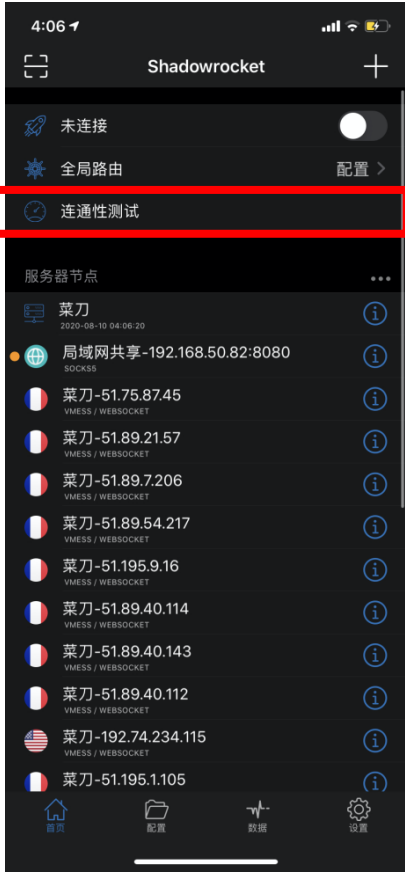 4:06
Shadowrocket
未连接
全局路由 配置
连通性测试
服务器节点
菜刀
2020-08-10 04:06:20
局域网共享-192.168.50.82:8080
SOCKS5
菜刀-51.75.87.45
VMESS / WEBSOCKET
菜刀-51.89.21.57
VMESS / WEBSOCKET
菜刀-51.89.7.206
VMESS / WEBSOCKET
菜刀-51.89.54.217
VMESS / WEBSOCKET
菜刀-51.195.9.16
VMESS / WEBSOCKET
菜刀-51.89.40.114
VMESS / WEBSOCKET
菜刀-51.89.40.143
VMESS / WEBSOCKET
菜刀-51.89.40.112
VMESS / WEBSOCKET
菜刀-192.74.234.115
VMESS / WEBSOCKET
菜刀-51.195.1.105
首页 配置 数据 设置